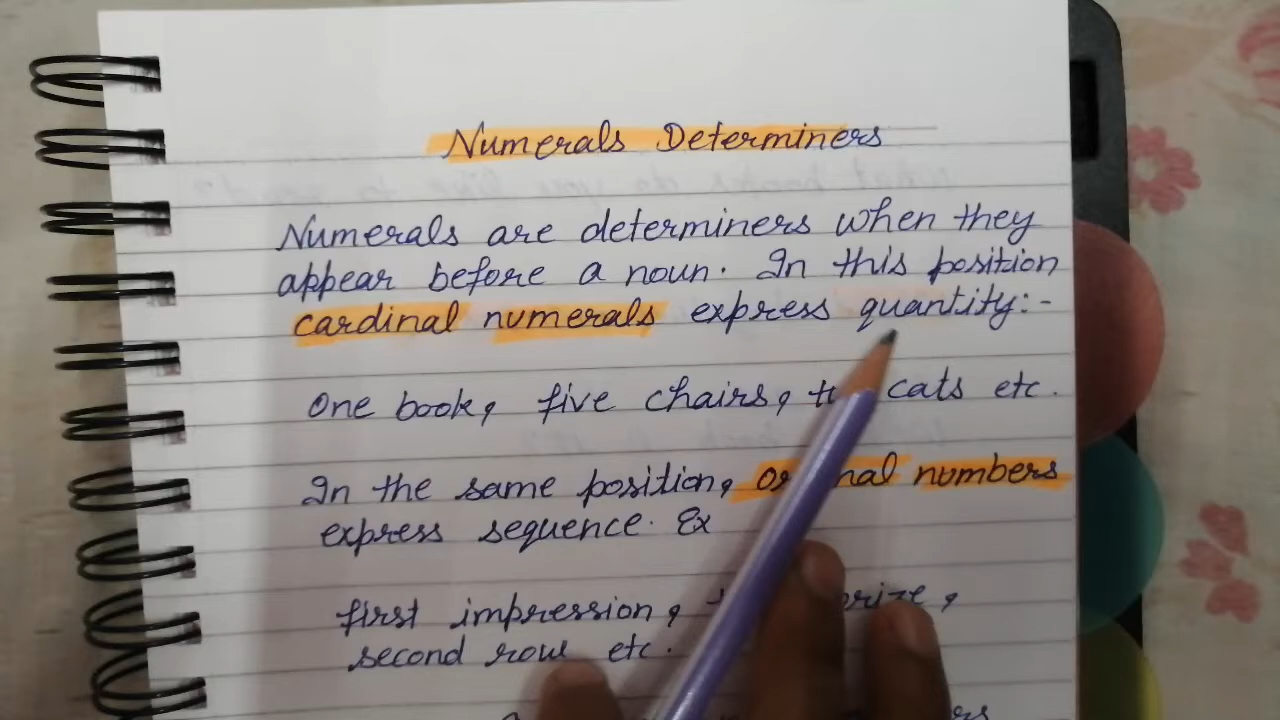 Numerals Determiners
Numerals are determiners when they
appear before a noun. In this position
cardinal numerals express quantity:-
One book, five chairs, cats etc.
In the same position, numbers
express sequence. Ex
first impression, prize,
second row etc.